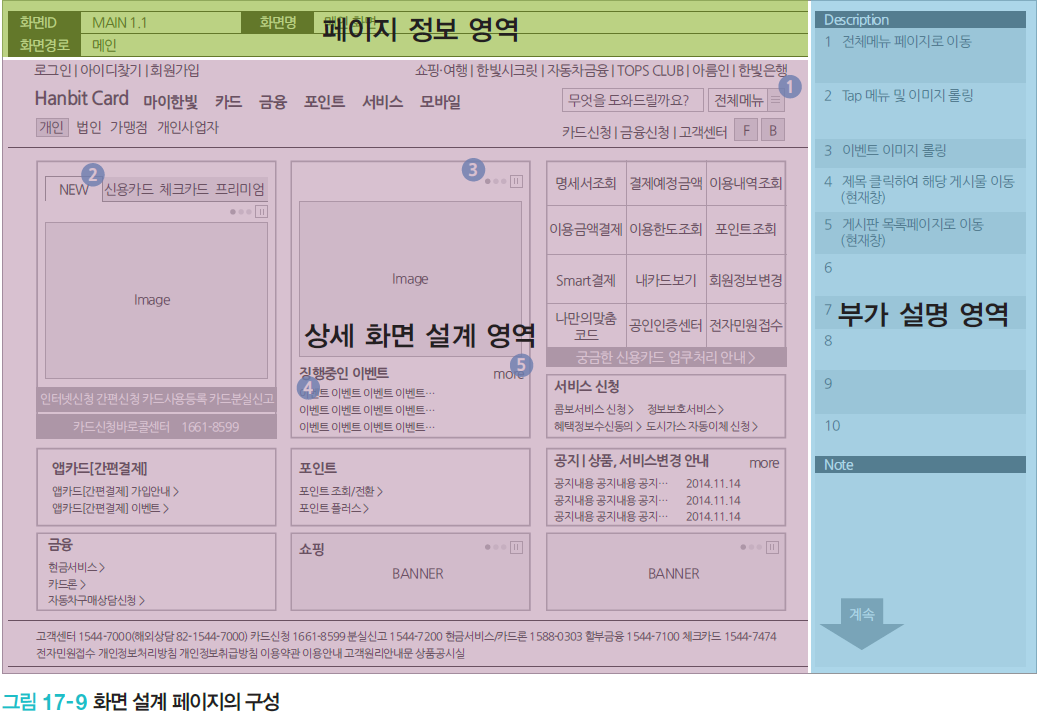 화면ID MAIN 1.1 화면명 메인 화면
화면경로 메인
페이지 정보 영역
로그인 | 아이디찾기 | 회원가입
쇼핑·여행 | 한빛시크릿 | 자동차금융 | TOPS CLUB | 아름인 | 한빛은행
Hanbit Card 마이한빛 카드 금융 포인트 서비스 모바일
무엇을 도와드릴까요? 전체메뉴 1
개인 법인 가맹점 개인사업자
카드신청 | 금융신청 | 고객센터 F B
2
NEW 신용카드 체크카드 프리미엄
Image
인터넷신청 간편신청 카드사용등록 카드분실신고
카드신청바로콜센터 1661-8599
3
Image
상세 화면 설계 영역
진행중인 이벤트 more 5
4 이벤트 이벤트 이벤트 이벤트…
이벤트 이벤트 이벤트 이벤트…
이벤트 이벤트 이벤트 이벤트…
명세서조회 결제예정금액 이용내역조회
이용금액결제 이용한도조회 포인트조회
Smart결제 내카드보기 회원정보변경
나만의맞춤 공인인증센터 전자민원접수
코드
궁금한 신용카드 업무처리 안내 >
서비스 신청
콤보서비스 신청 > 정보보호서비스 >
혜택정보수신동의 > 도시가스 자동이체 신청 >
앱카드[간편결제]
앱카드[간편결제] 가입안내 >
앱카드[간편결제] 이벤트 >
포인트
포인트 조회/전환 >
포인트 플러스 >
공지 | 상품, 서비스변경 안내 more
공지내용 공지내용 공지… 2014.11.14
공지내용 공지내용 공지… 2014.11.14
공지내용 공지내용 공지… 2014.11.14
금융
현금서비스 >
카드론 >
자동차구매상담신청 >
쇼핑
BANNER
BANNER
고객센터 1544-7000(해외상담 82-1544-7000) 카드신청 1661-8599 분실신고 1544-7200 현금서비스/카드론 1588-0303 할부금융 1544-7100 체크카드 1544-7474
전자민원접수 개인정보처리방침 개인정보취급방침 이용약관 이용안내 고객원리안내문 상품공시실
Description
1 전체메뉴 페이지로 이동
2 Tap 메뉴 및 이미지 롤링
3 이벤트 이미지 롤링
4 제목 클릭하여 해당 게시물 이동
(현재창)
5 게시판 목록페이지로 이동
(현재창)
6
7
부가 설명 영역
8
9
10
Note
계속
그림 17-9 화면 설계 페이지의 구성